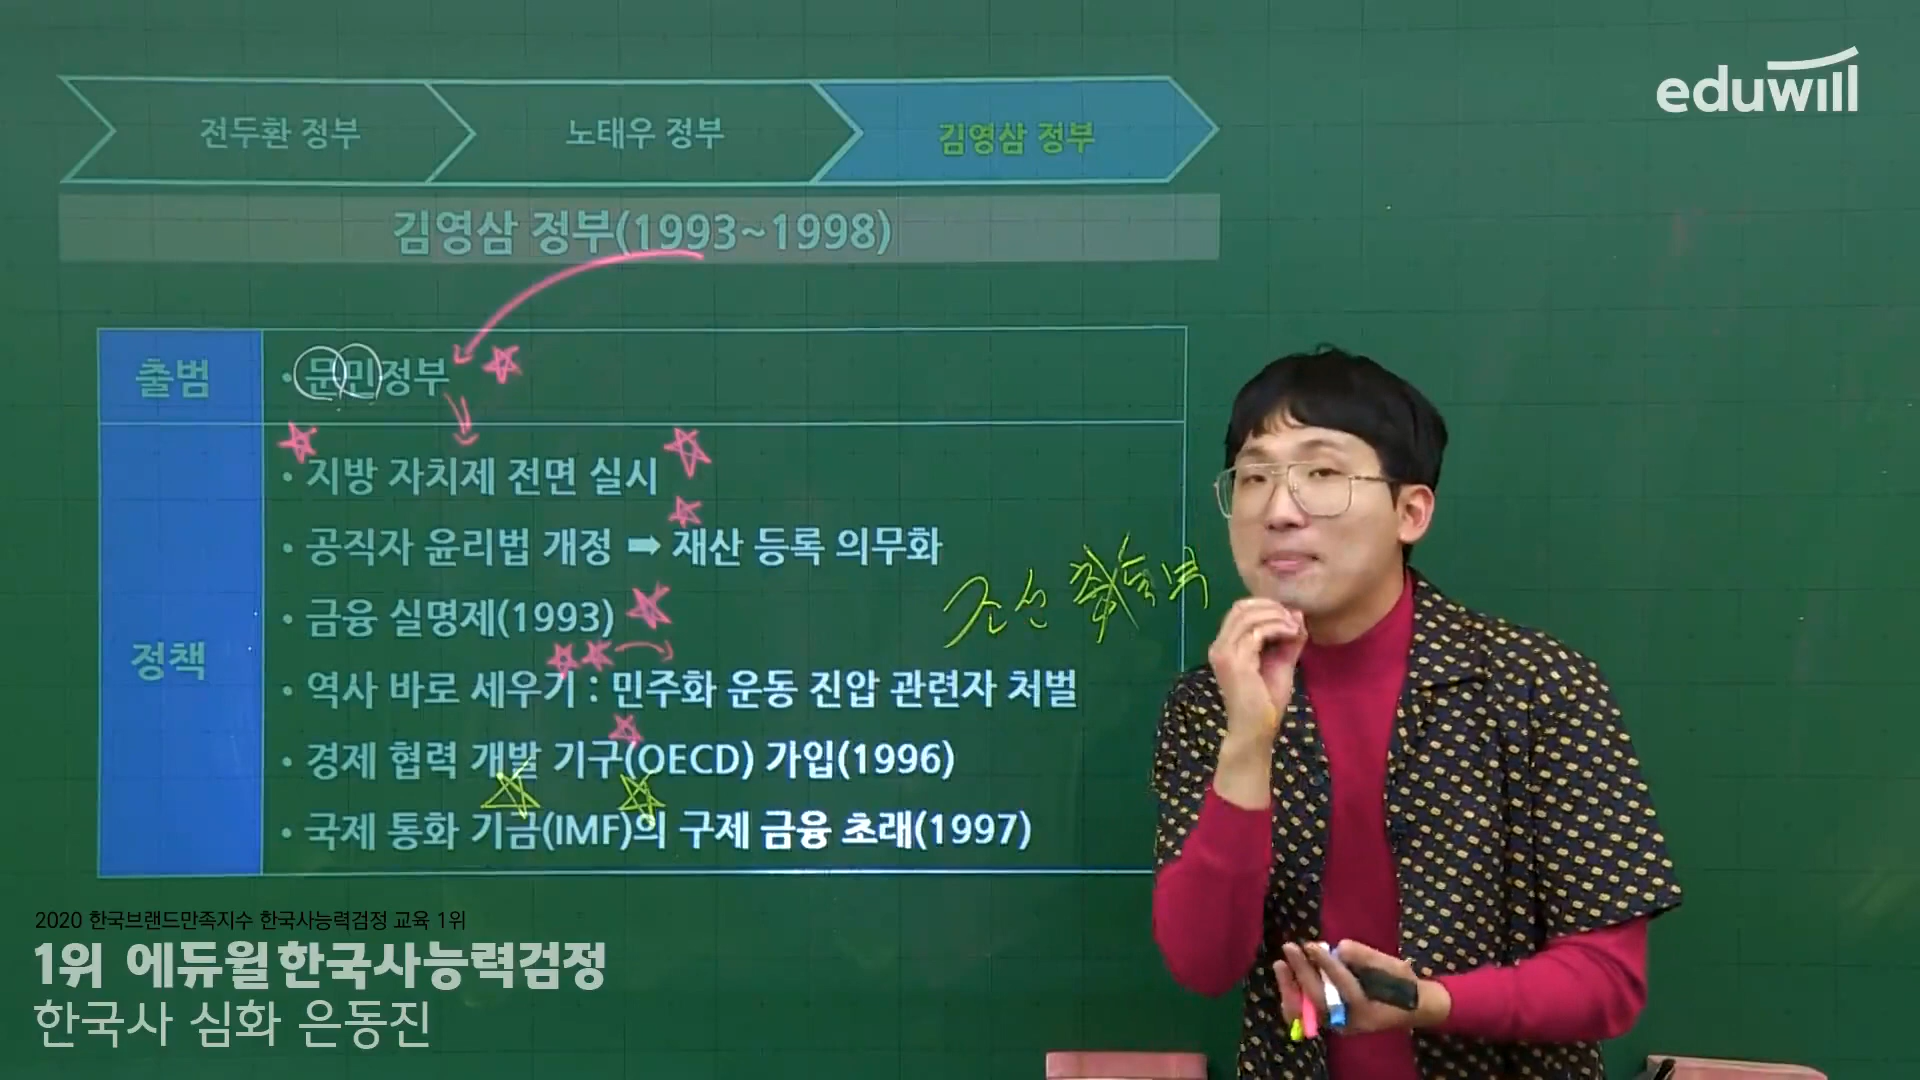 eduwill
전두환 정부
노태우 정부
김영삼 정부
김영삼 정부(1993~1998)
출범
• 문민정부
정책
• 지방 자치제 전면 실시
• 공직자 윤리법 개정 ➡ 재산 등록 의무화
• 금융 실명제(1993)
조선
• 역사 바로 세우기 : 민주화 운동 진압 관련자 처벌
• 경제 협력 개발 기구(OECD) 가입(1996)
• 국제 통화 기금(IMF)의 구제 금융 초래(1997)
2020 한국브랜드만족지수 한국사능력검정 교육 1위
1위 에듀윌 한국사능력검정
한국사 심화 은동진